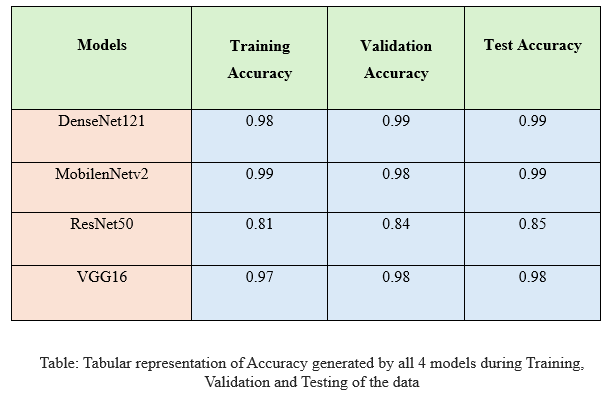 Models Training Accuracy Validation Accuracy Test Accuracy
DenseNet121 0.98 0.99 0.99
MobilenNetv2 0.99 0.98 0.99
ResNet50 0.81 0.84 0.85
VGG16 0.97 0.98 0.98
Table: Tabular representation of Accuracy generated by all 4 models during Training,
Validation and Testing of the data